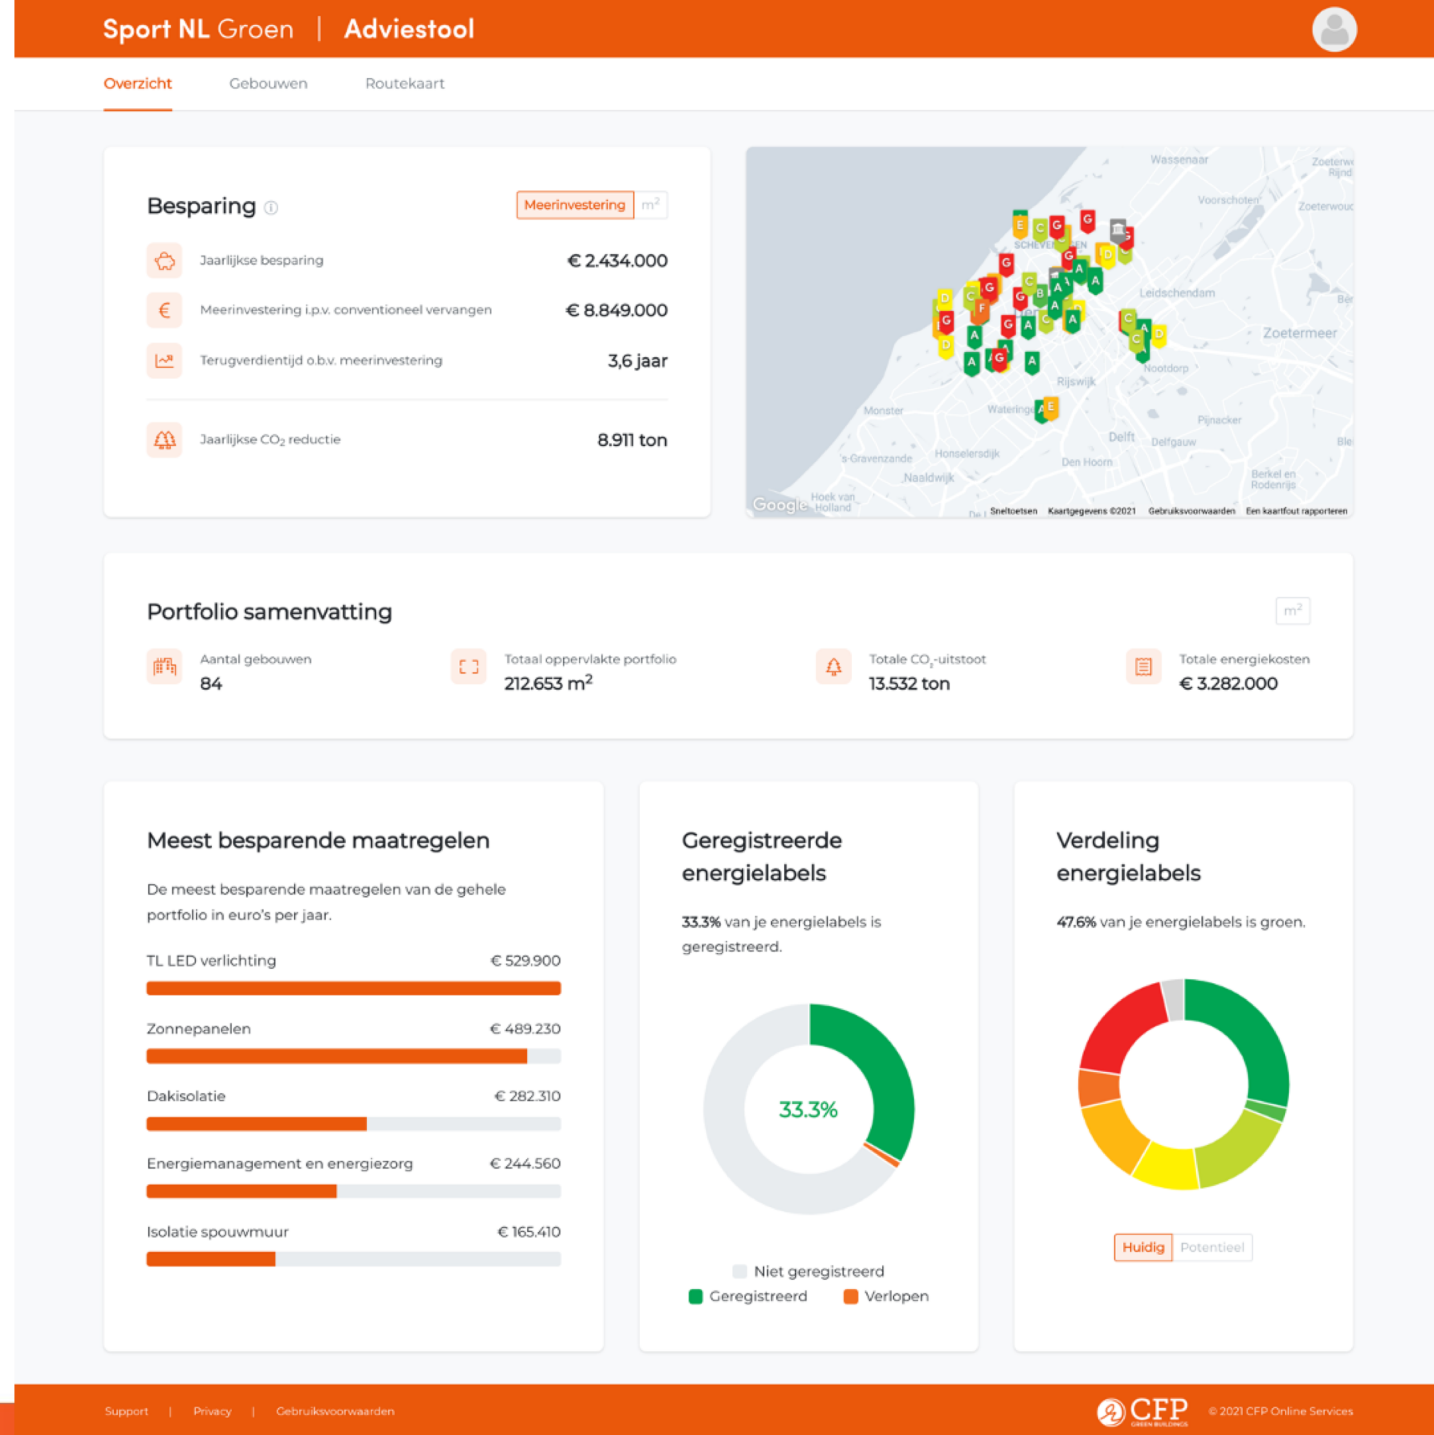 Sport NL Groen | Adviestool
Overzicht Gebouwen Routekaart
Besparing
Meerinvestering m²
Jaarlijkse besparing € 2.434.000
Meerinvestering i.p.v. conventioneel vervangen € 8.849.000
Terugverdientijd o.b.v. meerinvestering 3,6 jaar
Jaarlijkse CO₂ reductie 8.911 ton
Wassenaar
Voorschoten
Leidschendam
Zoetermeer
Nootdorp
Rijswijk
Monster
Pijnacker
Delft
Delfgauw
's-Gravenzande
Honselersdijk
Den Hoorn
Naaldwijk
Berkel en
Rodenrijs
Hoek van
Holland
Google
Sneltoetsen Kaartgegevens ©2021 Gebruiksvoorwaarden Een kaartfout rapporteren
Portfolio samenvatting
m²
Aantal gebouwen
84
Totaal oppervlakte portfolio
212.653 m²
Totale CO₂-uitstoot
13.532 ton
Totale energiekosten
€ 3.282.000
Meest besparende maatregelen
De meest besparende maatregelen van de gehele
portfolio in euro's per jaar.
TL LED verlichting € 529.900
Zonnepanelen € 489.230
Dakisolatie € 282.310
Energiemanagement en energiezorg € 244.560
Isolatie spouwmuur € 165.410
Geregistreerde
energielabels
33.3% van je energielabels is
geregistreerd.
33.3%
Niet geregistreerd
Geregistreerd Verlopen
Verdeling
energielabels
47.6% van je energielabels is groen.
Huidig Potentieel
Support | Privacy | Gebruiksvoorwaarden
CFP
GREEN BUILDINGS
© 2021 CFP Online Services